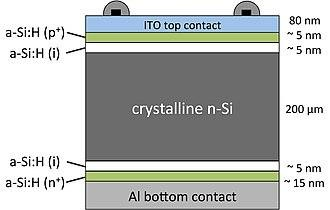 ITO top contact
80 nm
a-Si:H (p⁺)
~ 5 nm
a-Si:H (i)
~ 5 nm
crystalline n-Si
200 µm
a-Si:H (i)
~ 5 nm
a-Si:H (n⁺)
~ 15 nm
Al bottom contact